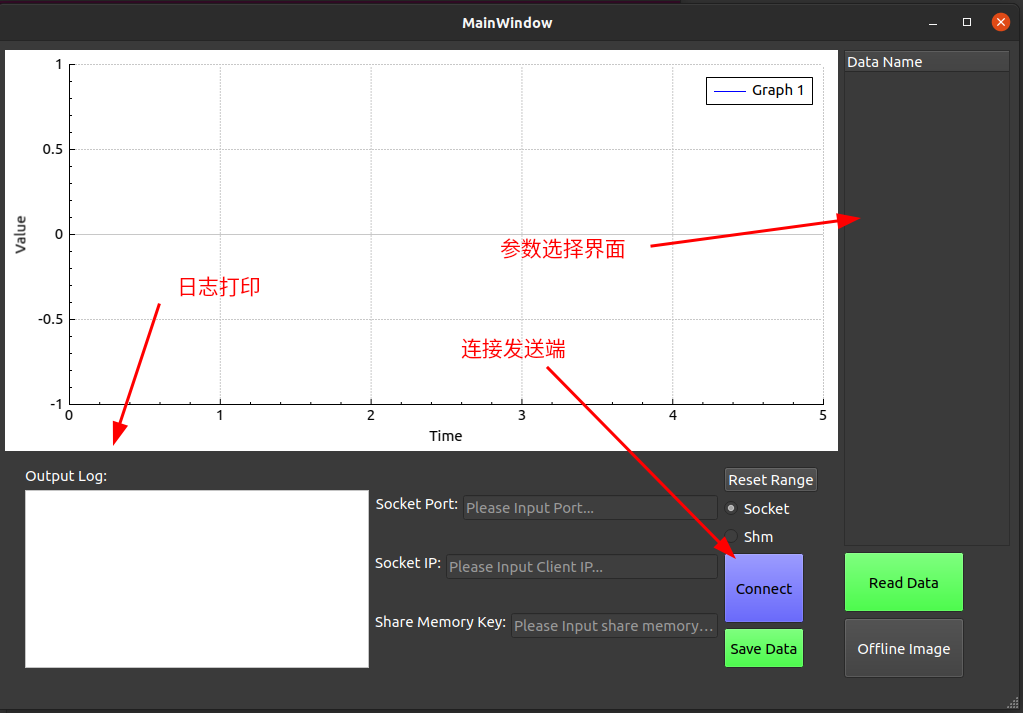 MainWindow
Data Name
1
Graph 1
0.5
Value
0
参数选择界面
日志打印
-0.5
连接发送端
-1
0 1 2 3 4 5
Time
Output Log:
Reset Range
Socket Port: Please Input Port...
Socket
Shm
Socket IP: Please Input Client IP...
Connect
Read Data
Share Memory Key: Please Input share memory...
Save Data
Offline Image